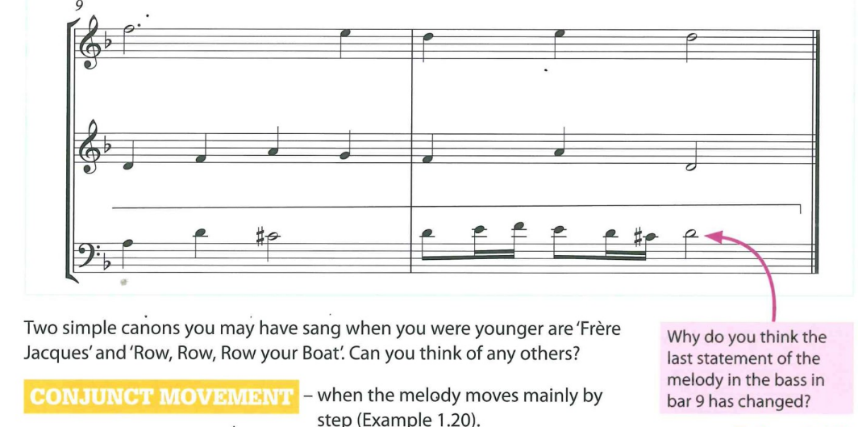 9
Two simple canons you may have sang when you were younger are ‘Frère
Jacques’ and ‘Row, Row, Row your Boat’. Can you think of any others?
Why do you think the
last statement of the
melody in the bass in
bar 9 has changed?
CONJUNCT MOVEMENT – when the melody moves mainly by
step (Example 1.20).